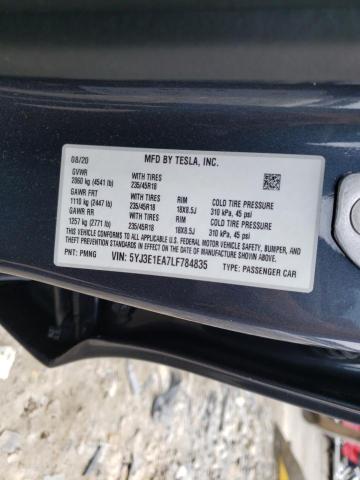 08/20 MFD BY TESLA, INC.
GVWR
2060 kg (4541 lb) WITH TIRES 235/45R18 RIM 18X8.5J COLD TIRE PRESSURE 310 kPa, 45 psi
GAWR FRT
1110 kg (2447 lb) WITH TIRES 235/45R18 RIM 18X8.5J COLD TIRE PRESSURE 310 kPa, 45 psi
GAWR RR
1257 kg (2771 lb)
THIS VEHICLE CONFORMS TO ALL APPLICABLE U.S. FEDERAL MOTOR VEHICLE SAFETY, BUMPER, AND
THEFT PREVENTION STANDARDS IN EFFECT ON THE DATE OF MANUFACTURE SHOWN ABOVE.
PNT: PMNG VIN: 5YJ3E1EA7LF784835 TYPE: PASSENGER CAR